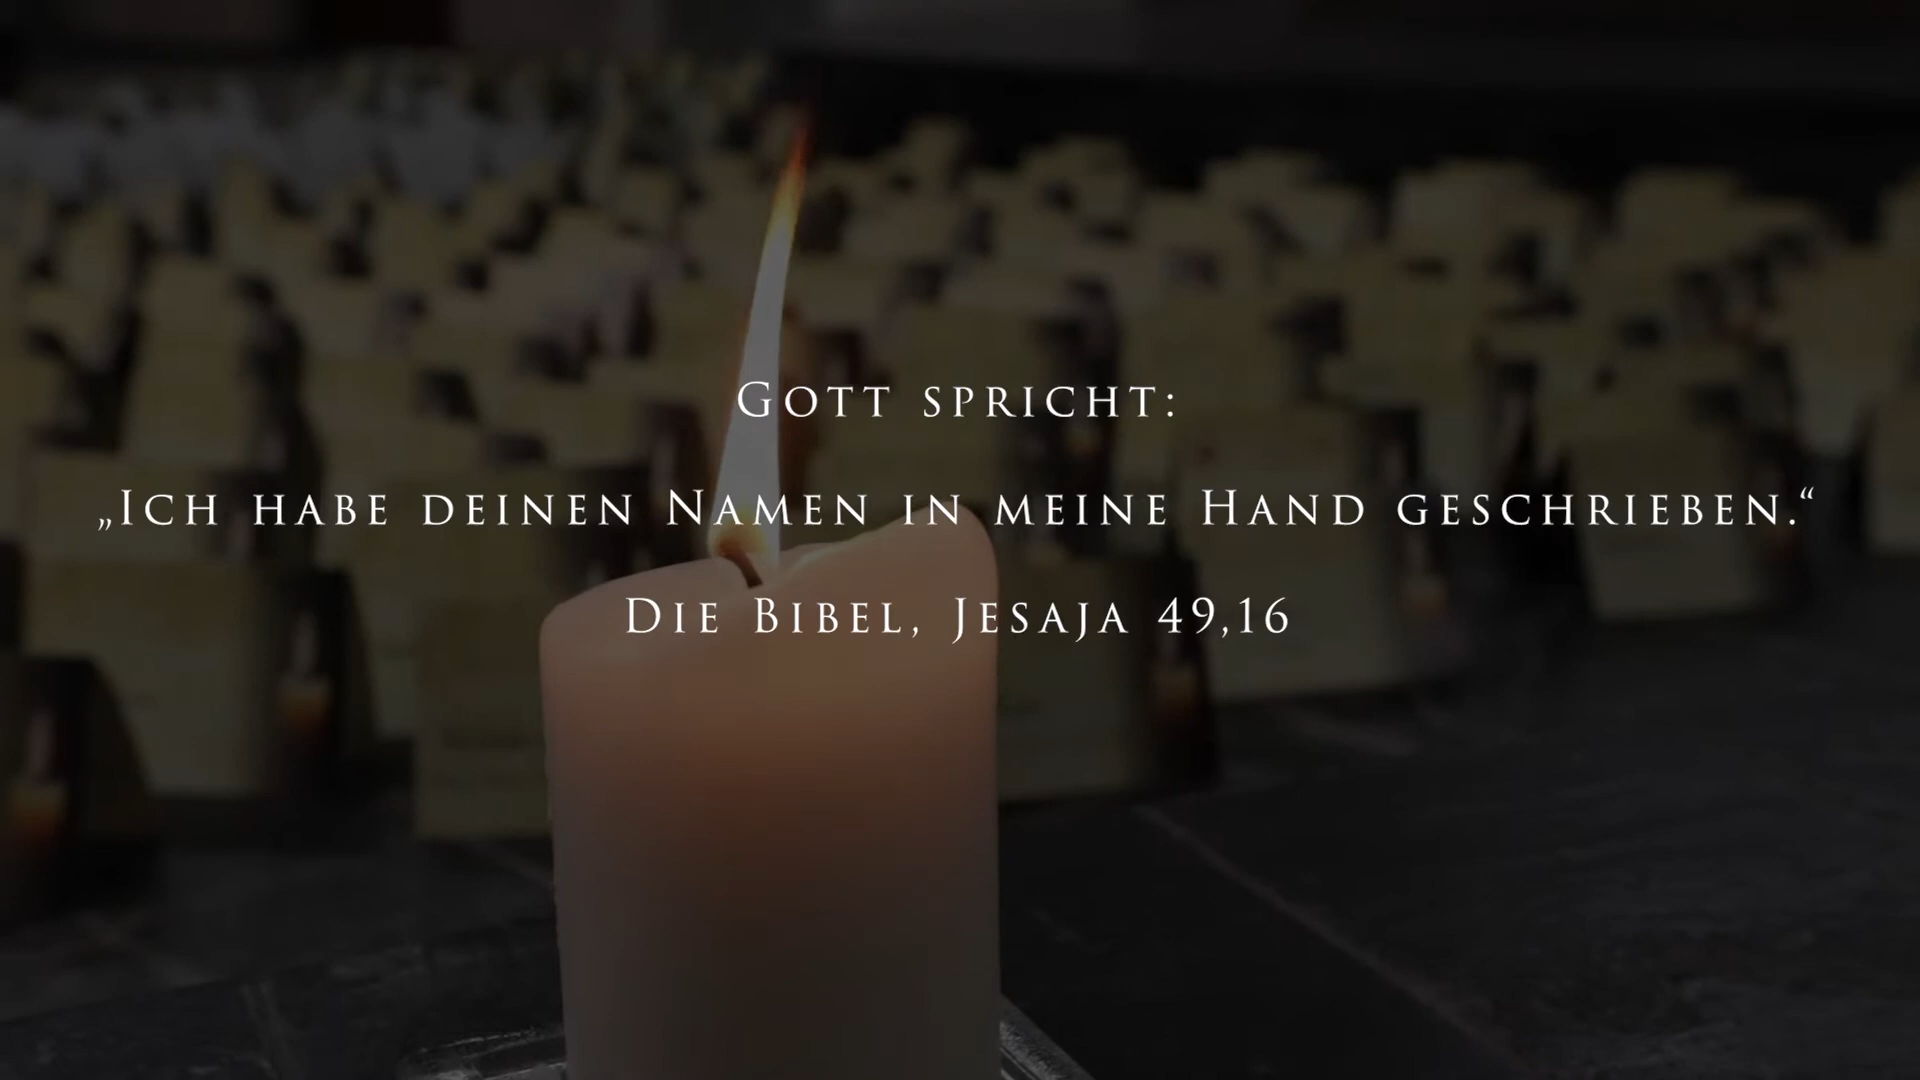 Gott spricht:
„Ich habe deinen Namen in meine Hand geschrieben.“
Die Bibel, Jesaja 49,16